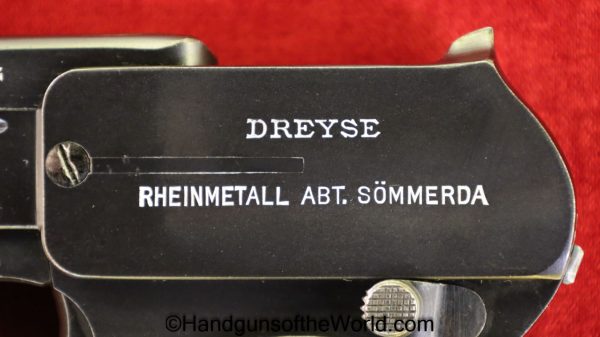 DREYSE
RHEINMETALL ABT. SÖMMERDA
©HandgunsoftheWorld.com